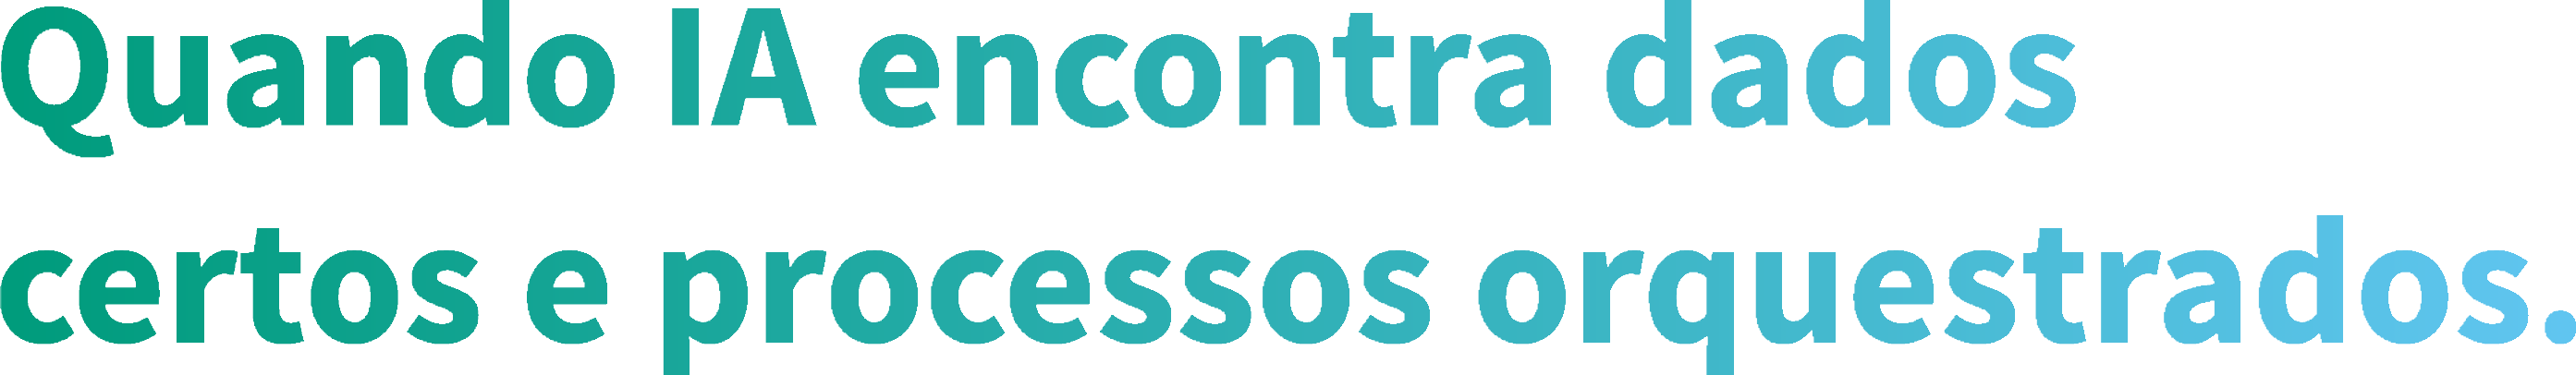 Quando IA encontra dados
certos e processos orquestrados.